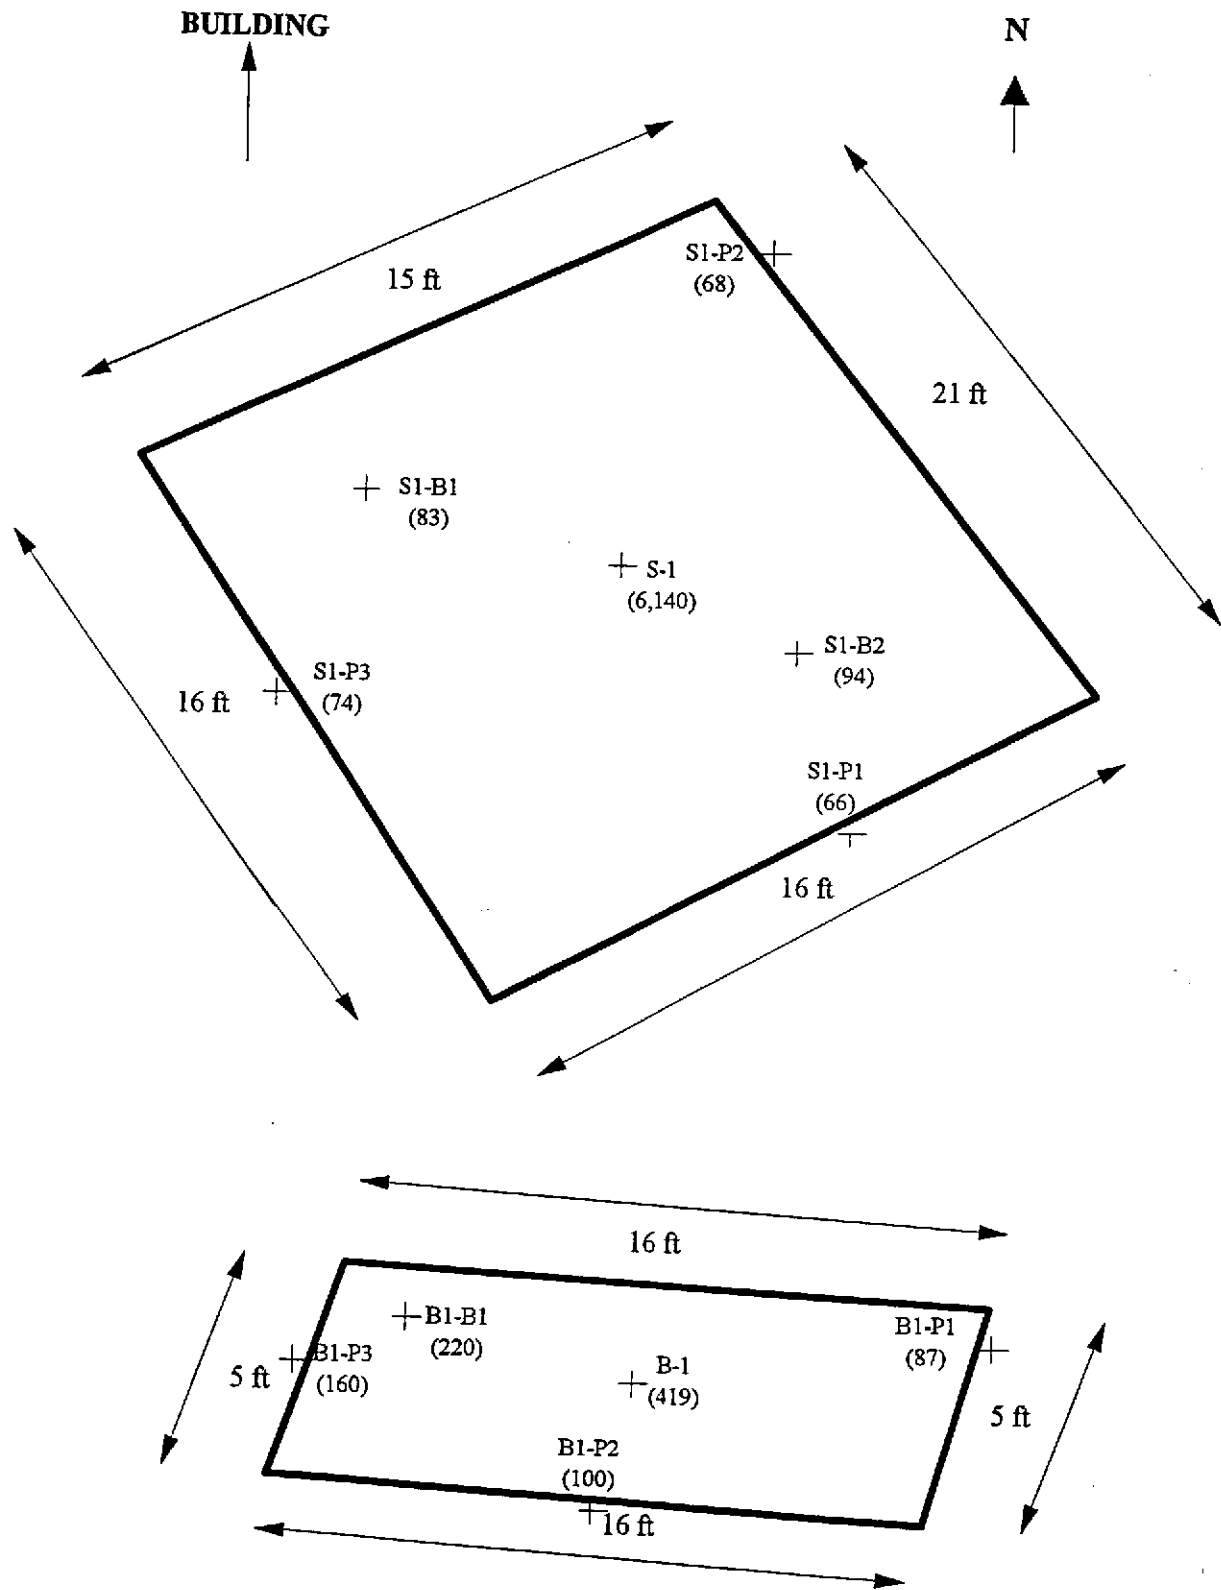 BUILDING
N
15 ft
S1-P2
(68)
21 ft
S1-B1
(83)
S-1
(6,140)
S1-B2
(94)
S1-P3
(74)
16 ft
S1-P1
(66)
16 ft
16 ft
B1-B1
(220)
B1-P1
(87)
B1-P3
(160)
5 ft
B-1
(419)
5 ft
B1-P2
(100)
16 ft